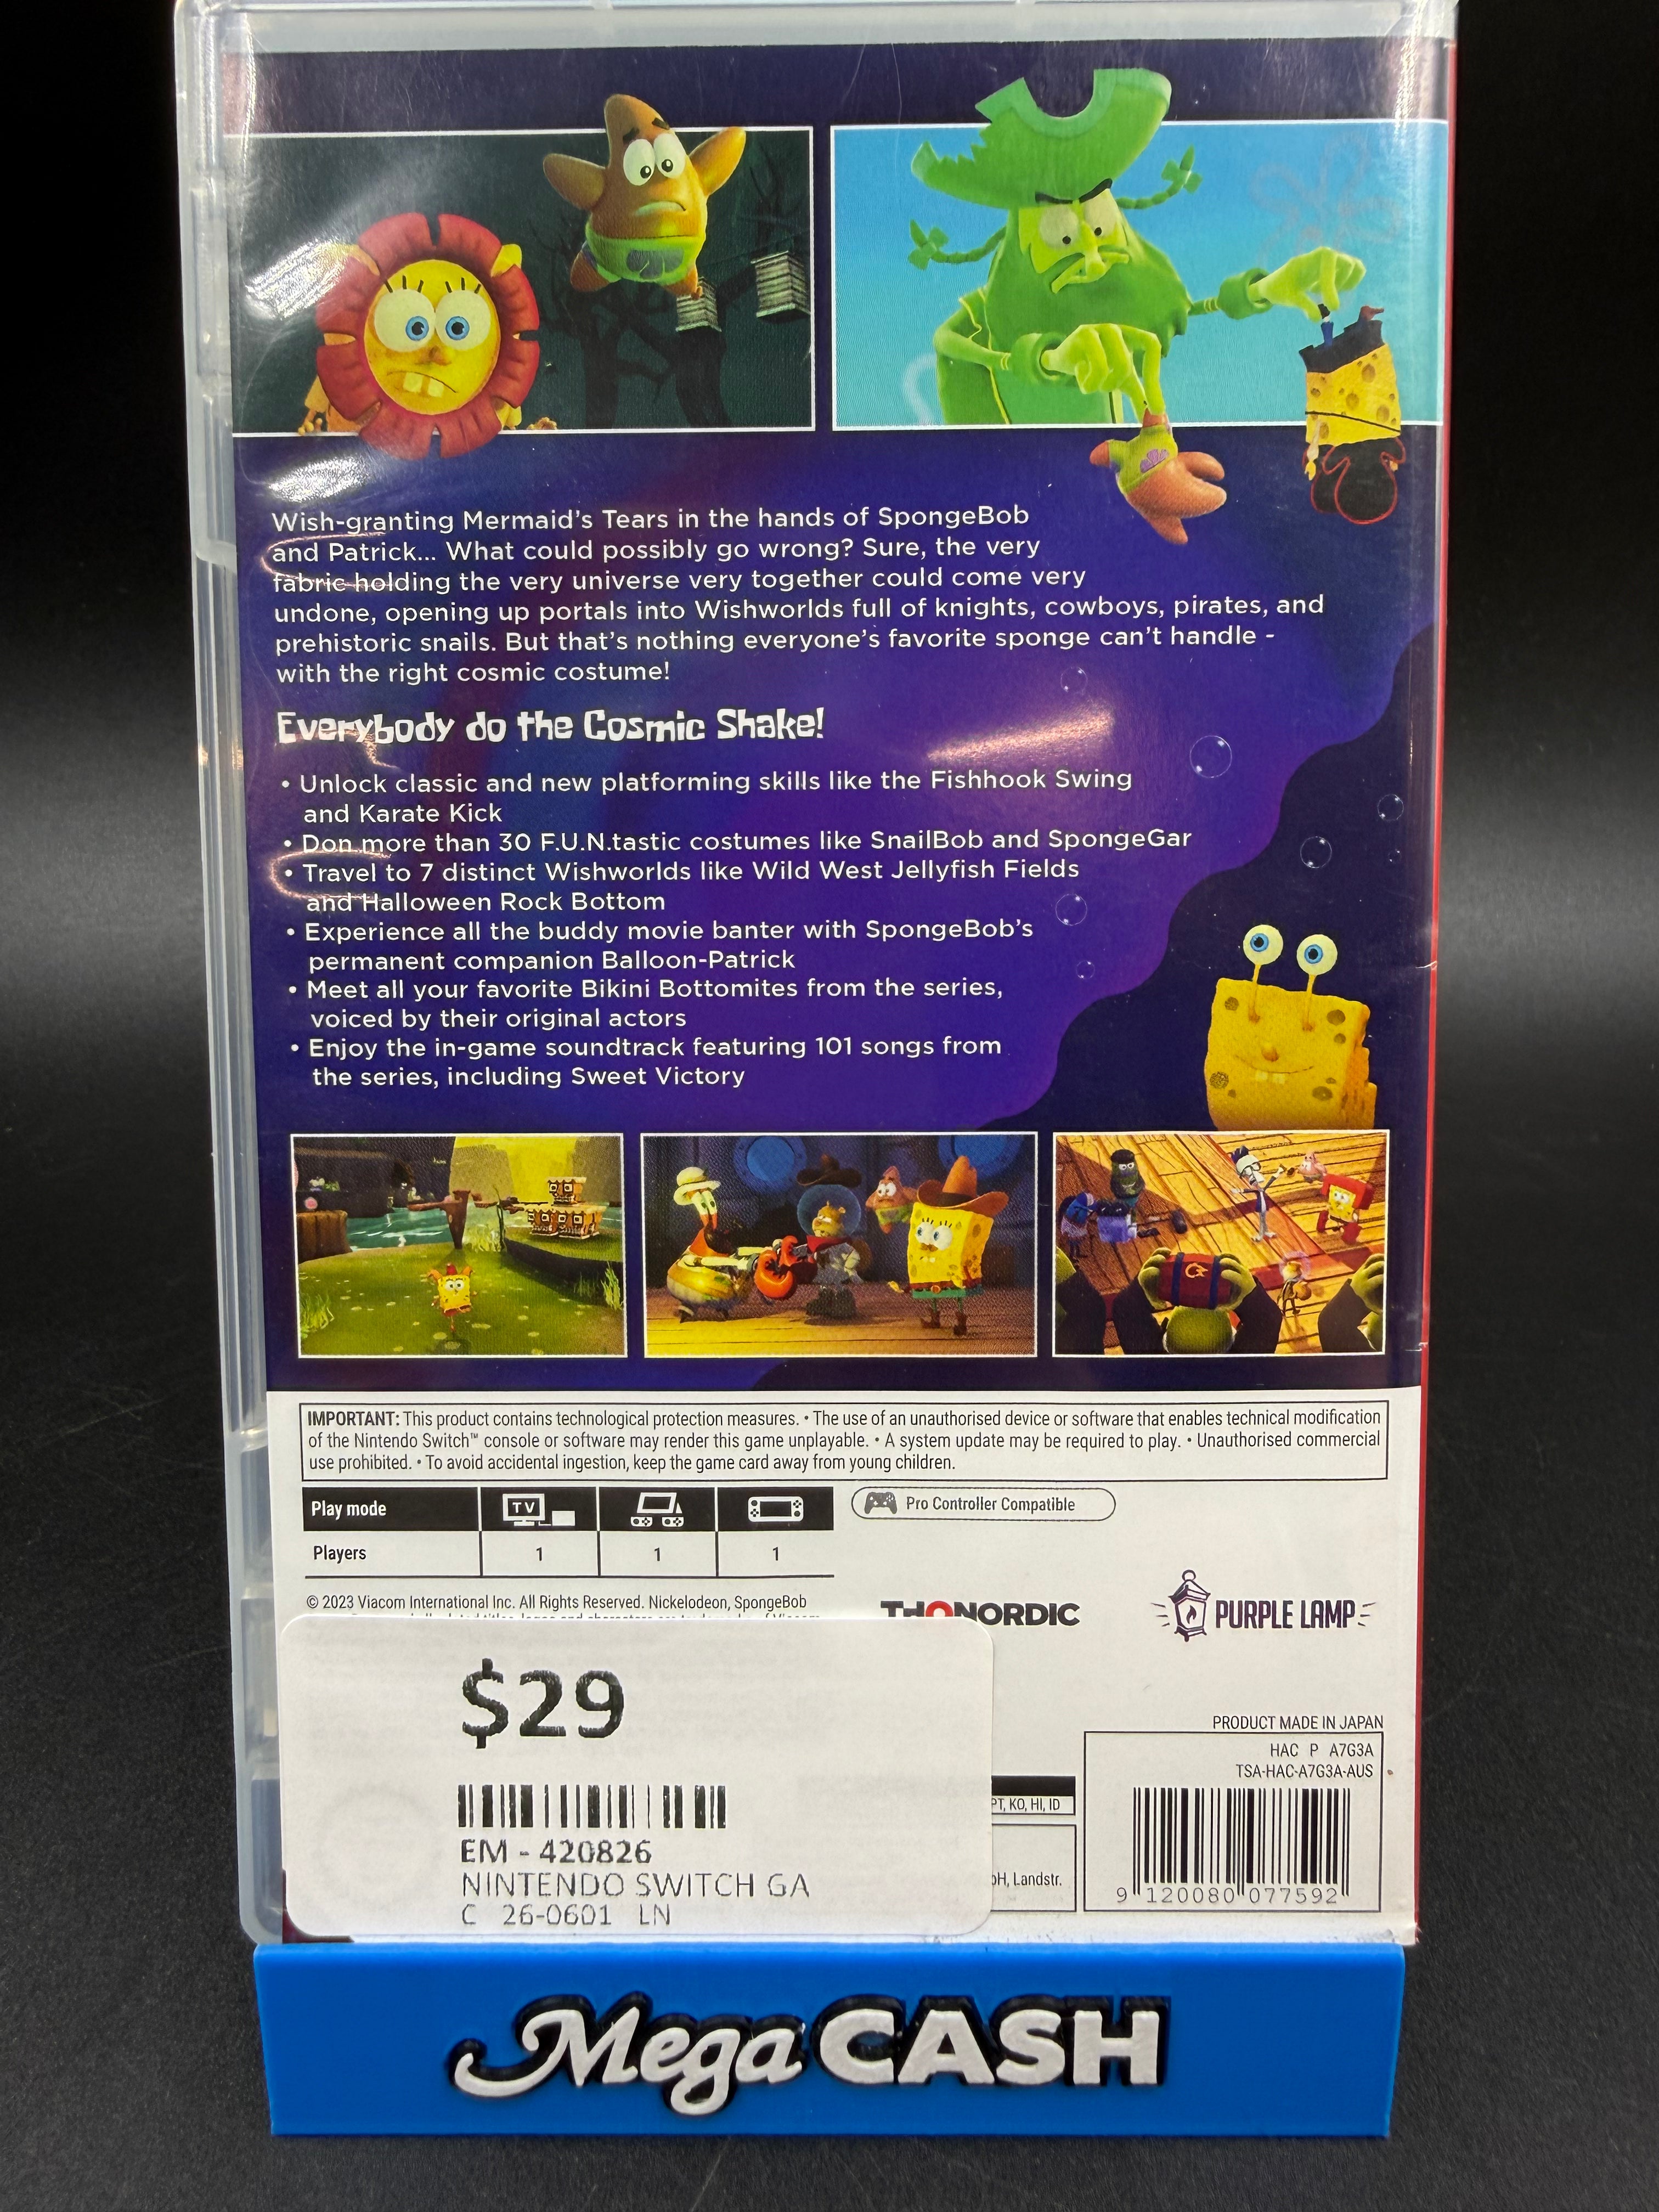 Wish-granting Mermaid's Tears in the hands of SpongeBob
and Patrick... What could possibly go wrong? Sure, the very
fabric holding the very universe very together could come very
undone, opening up portals into Wishworlds full of knights, cowboys, pirates, and
prehistoric snails. But that's nothing everyone's favorite sponge can't handle -
with the right cosmic costume!
Everybody do the Cosmic Shake!
• Unlock classic and new platforming skills like the Fishhook Swing
and Karate Kick
• Don more than 30 F.U.N.tastic costumes like SnailBob and SpongeGar
• Travel to 7 distinct Wishworlds like Wild West Jellyfish Fields
and Halloween Rock Bottom
• Experience all the buddy movie banter with SpongeBob's
permanent companion Balloon-Patrick
• Meet all your favorite Bikini Bottomites from the series,
voiced by their original actors
• Enjoy the in-game soundtrack featuring 101 songs from
the series, including Sweet Victory
IMPORTANT: This product contains technological protection measures. • The use of an unauthorised device or software that enables technical modification
of the Nintendo Switch™ console or software may render this game unplayable. • A system update may be required to play. • Unauthorised commercial
use prohibited. • To avoid accidental ingestion, keep the game card away from young children.
Play mode TV
Pro Controller Compatible
Players 1 1 1
© 2023 Viacom International Inc. All Rights Reserved. Nickelodeon, SpongeBob
THQNORDIC
PURPLE LAMP
$29
EM - 420826
NINTENDO SWITCH GA
C 26-0601 LN
PRODUCT MADE IN JAPAN
HAC P A7G3A
TSA-HAC-A7G3A-AUS
PT, KO, HI, ID
Landstr.
9 120080 077592
Mega CASH